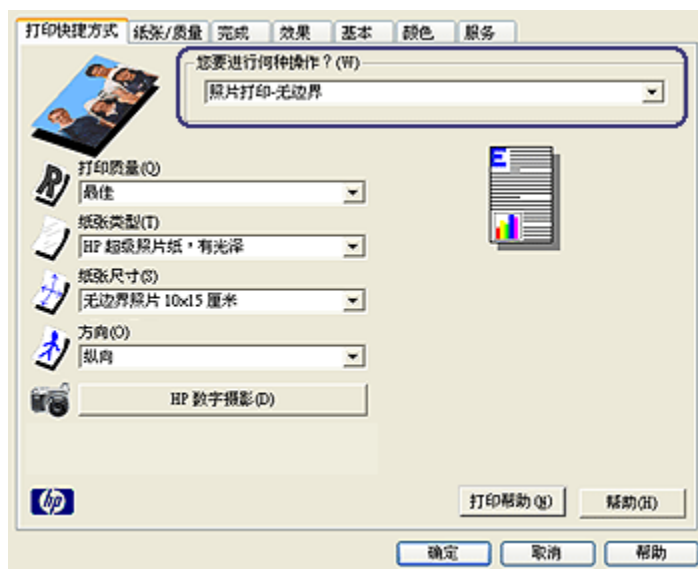 打印快捷方式 纸张/质量 完成 效果 基本 颜色 服务
您要进行何种操作？(W)
照片打印-无边界
打印质量(Q)
最佳
纸张类型(T)
HP 超级照片纸，有光泽
纸张尺寸(S)
无边界照片 10x15 厘米
方向(O)
纵向
HP 数字摄影(D)
hp
打印帮助(N) 帮助(H)
确定 取消 帮助